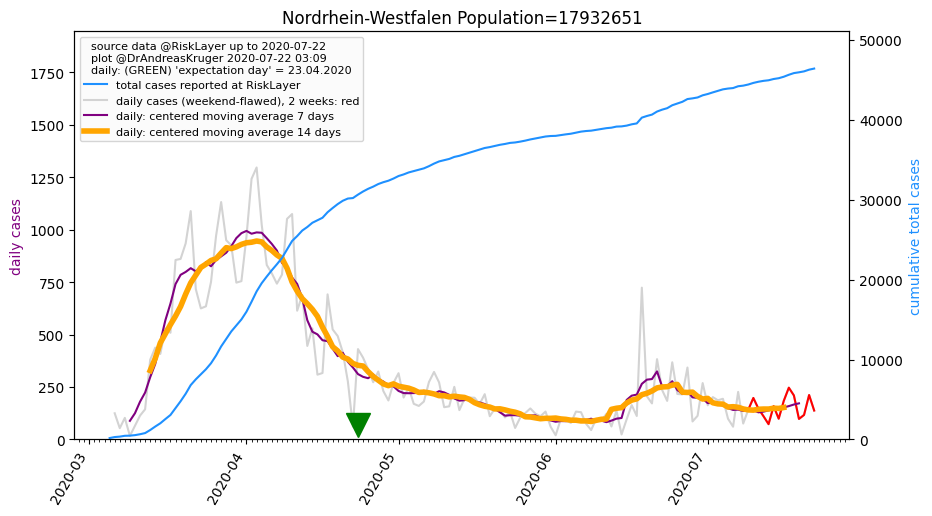 Nordrhein-Westfalen Population=17932651
source data @RiskLayer up to 2020-07-22
plot @DrAndreasKruger 2020-07-22 03:09
daily: (GREEN) 'expectation day' = 23.04.2020
total cases reported at RiskLayer
daily cases (weekend-flawed), 2 weeks: red
daily: centered moving average 7 days
daily: centered moving average 14 days
daily cases
1750
1500
1250
1000
750
500
250
0
50000
40000
30000
20000
10000
0
cumulative total cases
2020-03
2020-04
2020-05
2020-06
2020-07